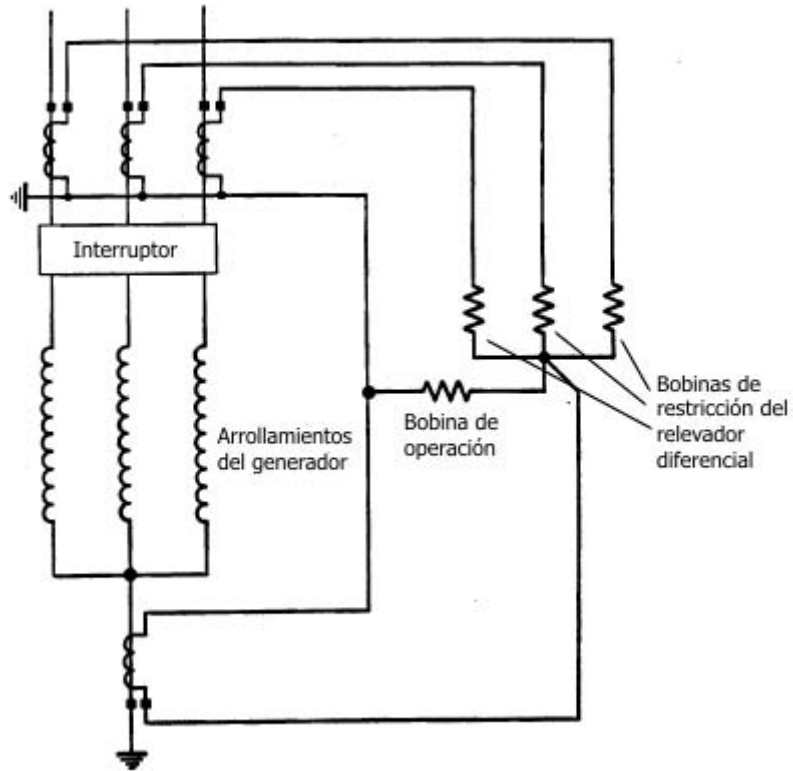 Interruptor
Arrollamientos
del generador
Bobina de
operación
Bobinas de
restricción del
relevador
diferencial